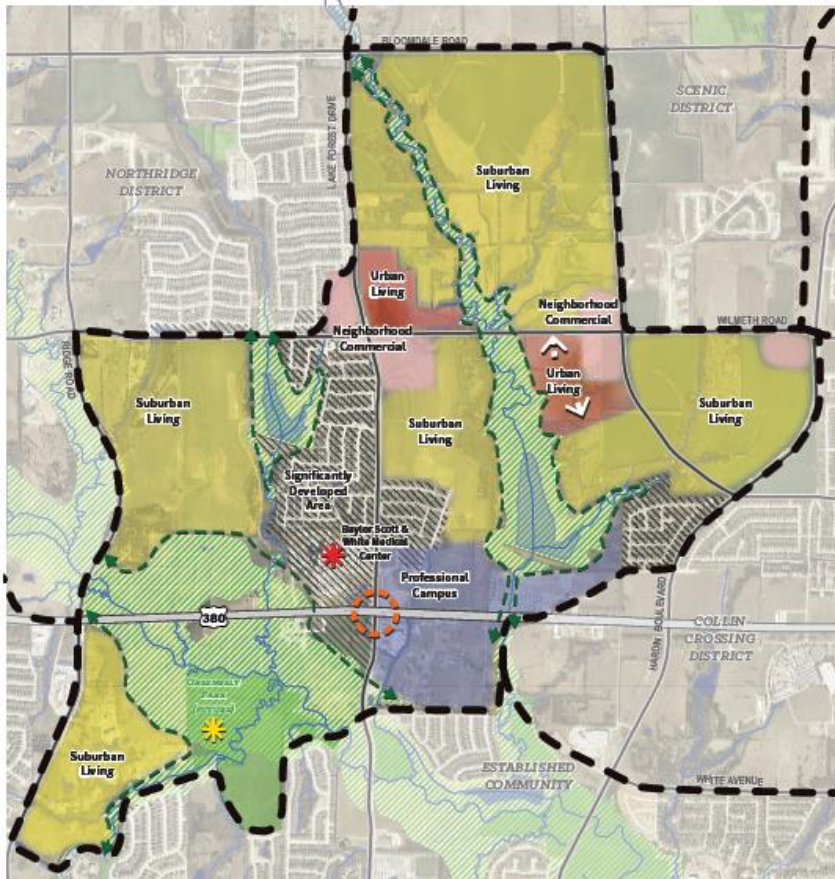 BLOOMDALE ROAD
SCENIC
DISTRICT
LAKE FOREST DRIVE
NORTHRIDGE
DISTRICT
Suburban
Living
Urban
Living
Neighborhood
Commercial
Neighborhood
Commercial
WILMETH ROAD
RIDGE ROAD
Urban
Living
Suburban
Living
Suburban
Living
Suburban
Living
Significantly
Developed
Area
Baylor Scott &
White Medical
Center
Professional
Campus
380
HARDIN BOULEVARD
COLLIN
CROSSING
DISTRICT
Park
Suburban
Living
ESTABLISHED
COMMUNITY
WHITE AVENUE